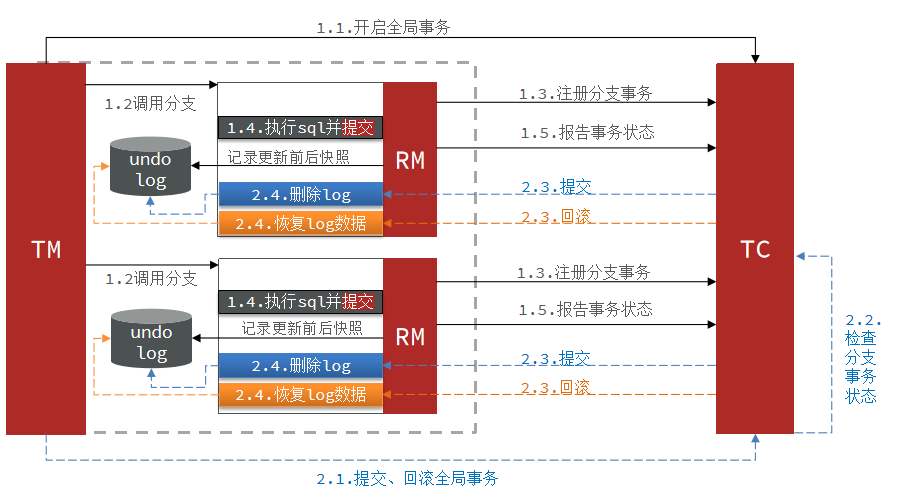 1.1.开启全局事务
TM
1.2调用分支
undo
log
1.4.执行sql并提交
记录更新前后快照
2.4.删除log
2.4.恢复log数据
RM
1.3.注册分支事务
1.5.报告事务状态
2.3.提交
2.3.回滚
1.2调用分支
undo
log
1.4.执行sql并提交
记录更新前后快照
2.4.删除log
2.4.恢复log数据
RM
1.3.注册分支事务
1.5.报告事务状态
2.3.提交
2.3.回滚
TC
2.2.
检查
分支
事务
状态
2.1.提交、回滚全局事务